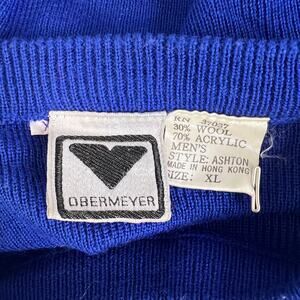 OBERMEYER
RN 37037
30% WOOL
70% ACRYLIC
MEN'S
STYLE: ASHTON
MADE IN HONG KONG
SIZE: XL